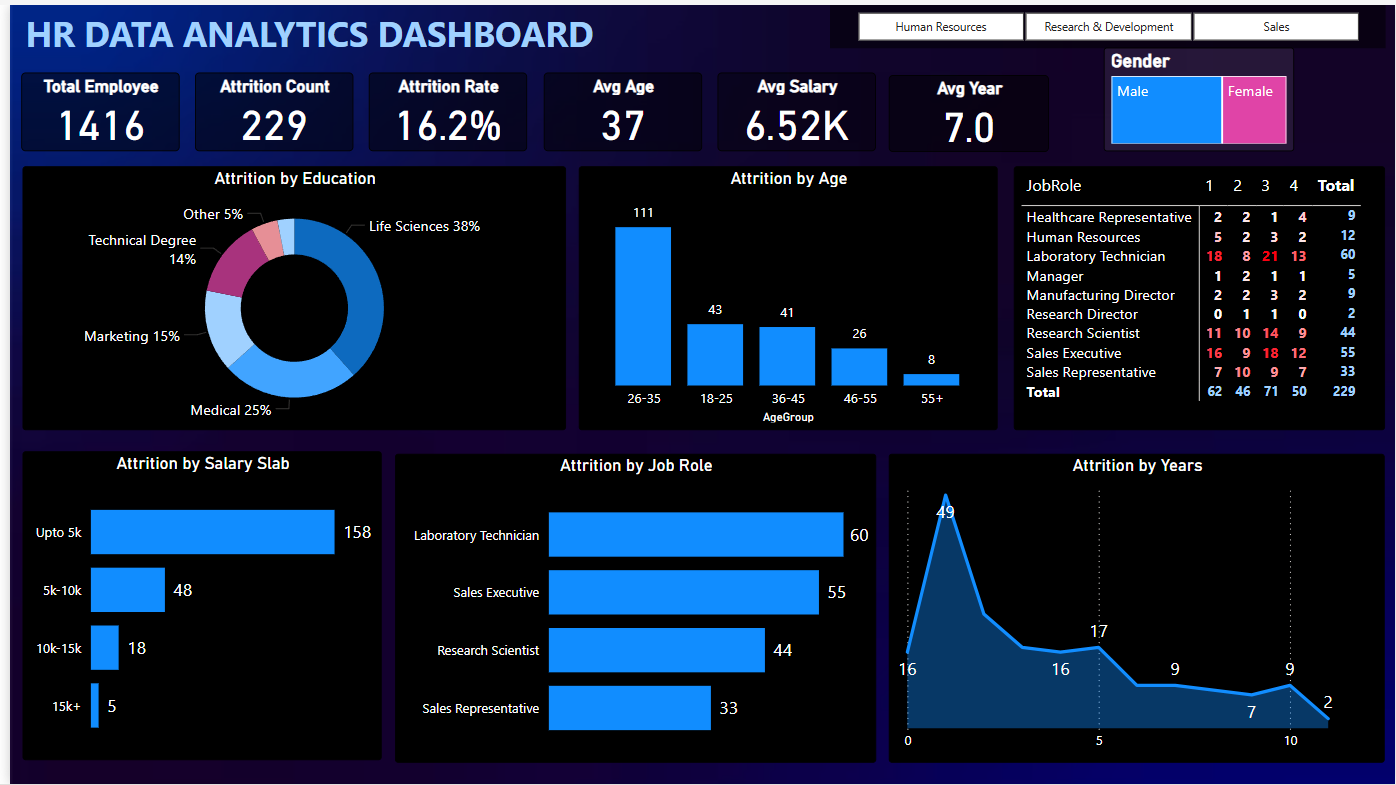 HR DATA ANALYTICS DASHBOARD
Human Resources
Research & Development
Sales
Total Employee
1416
Attrition Count
229
Attrition Rate
16.2%
Avg Age
37
Avg Salary
6.52K
Avg Year
7.0
Gender
Male
Female
Attrition by Education
Other 5%
Life Sciences 38%
Technical Degree
14%
Marketing 15%
Medical 25%
Attrition by Age
111
43
41
26
8
26-35
18-25
36-45
46-55
55+
AgeGroup
JobRole 1 2 3 4 Total
Healthcare Representative 2 2 1 4 9
Human Resources 5 2 3 2 12
Laboratory Technician 18 8 21 13 60
Manager 1 2 1 1 5
Manufacturing Director 2 2 3 2 9
Research Director 0 1 1 0 2
Research Scientist 11 10 14 9 44
Sales Executive 16 9 18 12 55
Sales Representative 7 10 9 7 33
Total 62 46 71 50 229
Attrition by Salary Slab
Upto 5k 158
5k-10k 48
10k-15k 18
15k+ 5
Attrition by Job Role
Laboratory Technician 60
Sales Executive 55
Research Scientist 44
Sales Representative 33
Attrition by Years
49
17
16
16
9
9
7
2
0
5
10